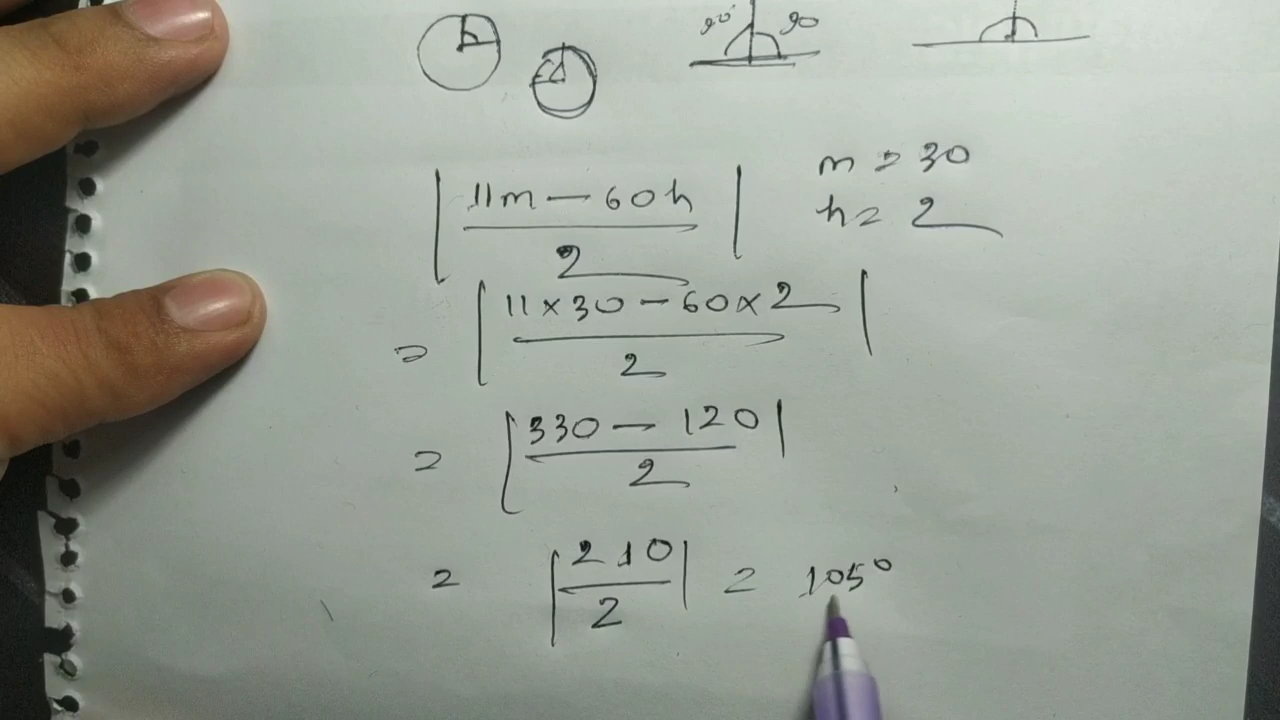 90° 90
| 11m — 60h / 2 | m = 30
h = 2
= | 11 × 30 — 60 × 2 / 2 |
= | 330 — 120 / 2 |
= | 210 / 2 | = 105°